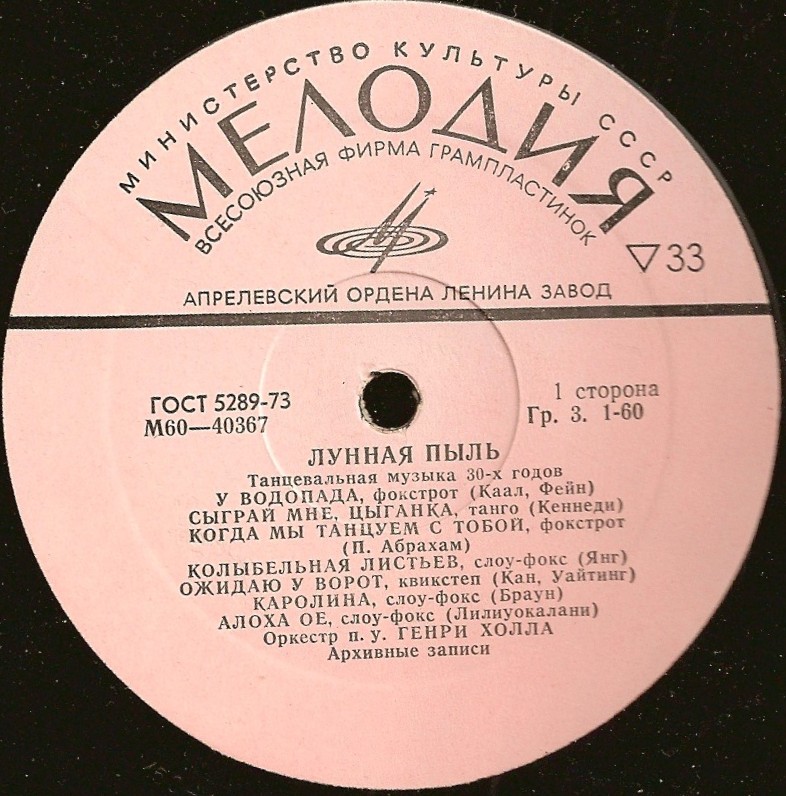 МИНИСТЕРСТВО КУЛЬТУРЫ СССР
МЕЛОДИЯ
ВСЕСОЮЗНАЯ ФИРМА ГРАМПЛАСТИНОК
▽33
АПРЕЛЕВСКИЙ ОРДЕНА ЛЕНИНА ЗАВОД
ГОСТ 5289-73
М60—40367
1 сторона
Гр. 3. 1-60
ЛУННАЯ ПЫЛЬ
Танцевальная музыка 30-х годов
У ВОДОПАДА, фокстрот (Каал, Фейн)
СЫГРАЙ МНЕ, ЦЫГАНКА, танго (Кеннеди)
КОГДА МЫ ТАНЦУЕМ С ТОБОЙ, фокстрот
(П. Абрахам)
КОЛЫБЕЛЬНАЯ ЛИСТЬЕВ, слоу-фокс (Янг)
ОЖИДАЮ У ВОРОТ, квикстеп (Кан, Уайтинг)
КАРОЛИНА, слоу-фокс (Браун)
АЛОХА ОЕ, слоу-фокс (Лилиуокалани)
Оркестр п. у. ГЕНРИ ХОЛЛА
Архивные записи